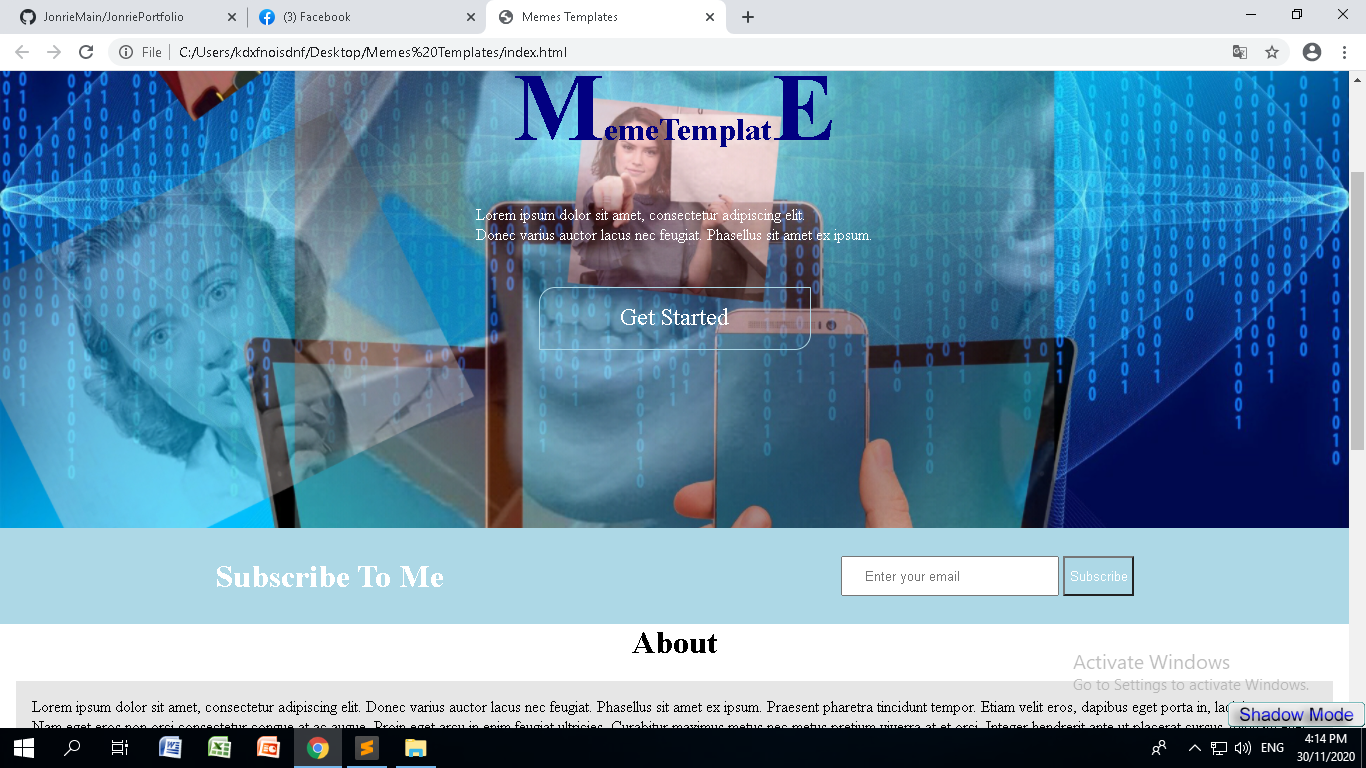 JonrieMain/JonriePortfolio
(3) Facebook
Memes Templates
File
C:/Users/kdxfnoisdnf/Desktop/Memes%20Templates/index.html
MemeTemplatE
Lorem ipsum dolor sit amet, consectetur adipiscing elit.
Donec varius auctor lacus nec feugiat. Phasellus sit amet ex ipsum.
Get Started
Subscribe To Me
Enter your email
Subscribe
About
Activate Windows
Go to Settings to activate Windows.
Lorem ipsum dolor sit amet, consectetur adipiscing elit. Donec varius auctor lacus nec feugiat. Phasellus sit amet ex ipsum. Praesent pharetra tincidunt tempor. Etiam velit eros, dapibus eget porta in,
Nam eget eros non orci consectetur congue at ac augue. Proin eget arcu in enim feugiat ultricies. Curabitur maximus metus nec metus pretium viverra at et orci. Integer hendrerit ante ut placerat cursus.
Shadow Mode
ENG
4:14 PM
30/11/2020